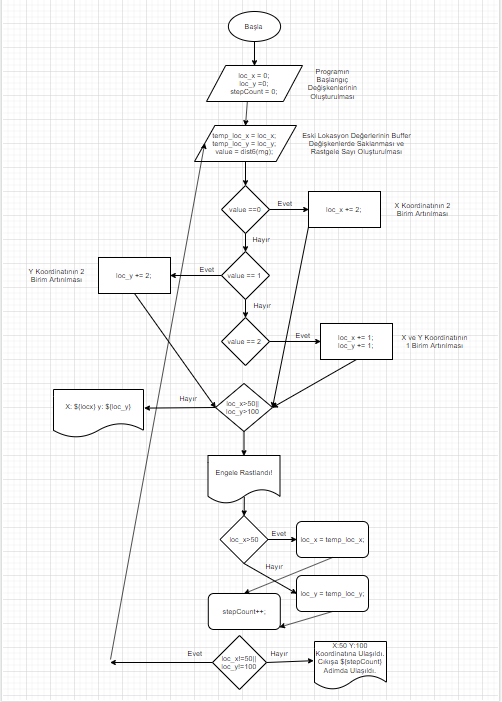 Başla
loc_x = 0;
loc_y =0;
stepCount = 0;
Programın
Başlangıç
Değişkenlerinin
Oluşturulması
temp_loc_x = loc_x;
temp_loc_y = loc_y;
value = dist6(rng);
Eski Lokasyon Değerlerinin Buffer
Değişkenlerde Saklanması ve
Rastgele Sayı Oluşturulması
value ==0
Evet
loc_x += 2;
X Koordinatının 2
Birim Artırılması
Hayır
Y Koordinatının 2
Birim Artırılması
loc_y += 2;
Evet
value == 1
Hayır
value == 2
Evet
loc_x += 1;
loc_y += 1;
X ve Y Koordinatının
1 Birim Artırılması
X: ${locx} y: ${loc_y}
Hayır
loc_x>50||
loc_y>100
Engele Rastlandı!
loc_x>50
Evet
loc_x = temp_loc_x;
Hayır
loc_y = temp_loc_y;
stepCount++;
Evet
loc_x!=50||
loc_y!=100
Hayır
X:50 Y:100
Koordinatına Ulaşıldı.
Cıkışa ${stepCount}
Adimda Ulaşıldı.